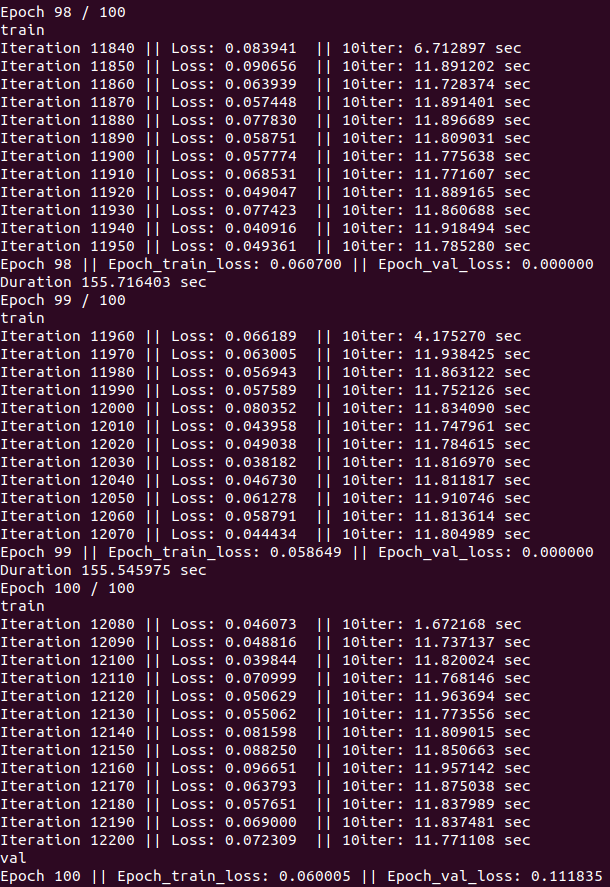 Epoch 98 / 100
train
Iteration 11840 || Loss: 0.083941  || 10iter: 6.712897 sec
Iteration 11850 || Loss: 0.090656  || 10iter: 11.891202 sec
Iteration 11860 || Loss: 0.063939  || 10iter: 11.728374 sec
Iteration 11870 || Loss: 0.057448  || 10iter: 11.891401 sec
Iteration 11880 || Loss: 0.077830  || 10iter: 11.896689 sec
Iteration 11890 || Loss: 0.058751  || 10iter: 11.809031 sec
Iteration 11900 || Loss: 0.057774  || 10iter: 11.775638 sec
Iteration 11910 || Loss: 0.068531  || 10iter: 11.771607 sec
Iteration 11920 || Loss: 0.049047  || 10iter: 11.889165 sec
Iteration 11930 || Loss: 0.077423  || 10iter: 11.860688 sec
Iteration 11940 || Loss: 0.040916  || 10iter: 11.918494 sec
Iteration 11950 || Loss: 0.049361  || 10iter: 11.785280 sec
Epoch 98 || Epoch_train_loss: 0.060700 || Epoch_val_loss: 0.000000
Duration 155.716403 sec
Epoch 99 / 100
train
Iteration 11960 || Loss: 0.066189  || 10iter: 4.175270 sec
Iteration 11970 || Loss: 0.063005  || 10iter: 11.938425 sec
Iteration 11980 || Loss: 0.056943  || 10iter: 11.863122 sec
Iteration 11990 || Loss: 0.057589  || 10iter: 11.752126 sec
Iteration 12000 || Loss: 0.080352  || 10iter: 11.834090 sec
Iteration 12010 || Loss: 0.043958  || 10iter: 11.747961 sec
Iteration 12020 || Loss: 0.049038  || 10iter: 11.784615 sec
Iteration 12030 || Loss: 0.038182  || 10iter: 11.816970 sec
Iteration 12040 || Loss: 0.046730  || 10iter: 11.811817 sec
Iteration 12050 || Loss: 0.061278  || 10iter: 11.910746 sec
Iteration 12060 || Loss: 0.058791  || 10iter: 11.813614 sec
Iteration 12070 || Loss: 0.044434  || 10iter: 11.804989 sec
Epoch 99 || Epoch_train_loss: 0.058649 || Epoch_val_loss: 0.000000
Duration 155.545975 sec
Epoch 100 / 100
train
Iteration 12080 || Loss: 0.046073  || 10iter: 1.672168 sec
Iteration 12090 || Loss: 0.048816  || 10iter: 11.737137 sec
Iteration 12100 || Loss: 0.039844  || 10iter: 11.820024 sec
Iteration 12110 || Loss: 0.070999  || 10iter: 11.768146 sec
Iteration 12120 || Loss: 0.050629  || 10iter: 11.963694 sec
Iteration 12130 || Loss: 0.055062  || 10iter: 11.773556 sec
Iteration 12140 || Loss: 0.081598  || 10iter: 11.809015 sec
Iteration 12150 || Loss: 0.088250  || 10iter: 11.850663 sec
Iteration 12160 || Loss: 0.096651  || 10iter: 11.957142 sec
Iteration 12170 || Loss: 0.063793  || 10iter: 11.875038 sec
Iteration 12180 || Loss: 0.057651  || 10iter: 11.837989 sec
Iteration 12190 || Loss: 0.069000  || 10iter: 11.837481 sec
Iteration 12200 || Loss: 0.072309  || 10iter: 11.771108 sec
val
Epoch 100 || Epoch_train_loss: 0.060005 || Epoch_val_loss: 0.111835